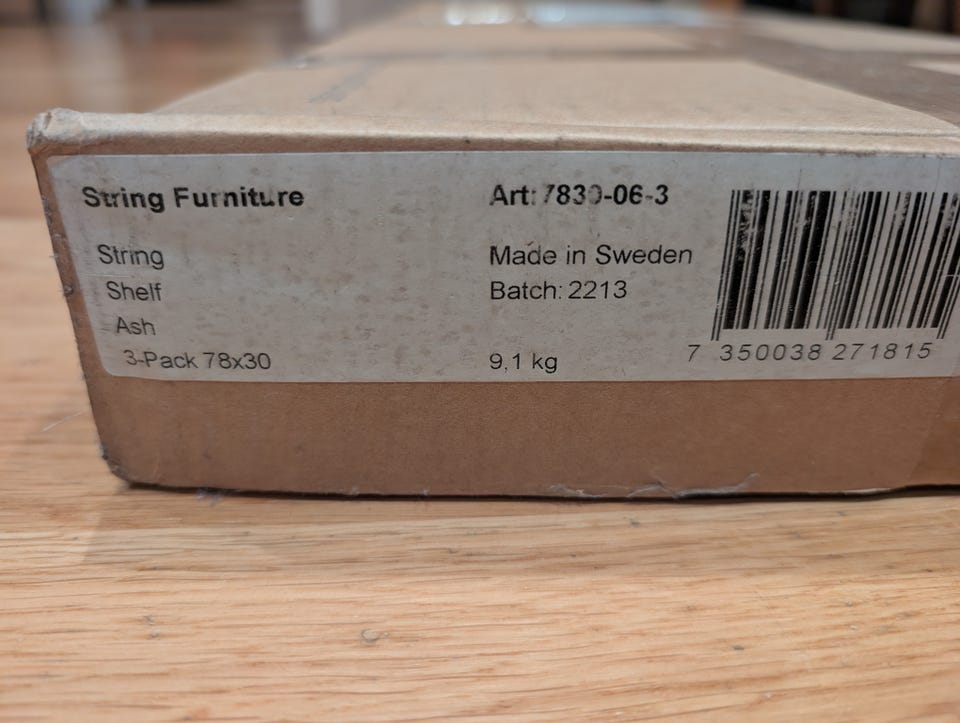 String Furniture
Art: 7830-06-3
String
Made in Sweden
Shelf
Batch: 2213
Ash
3-Pack 78x30
9,1 kg
7 350038 271815